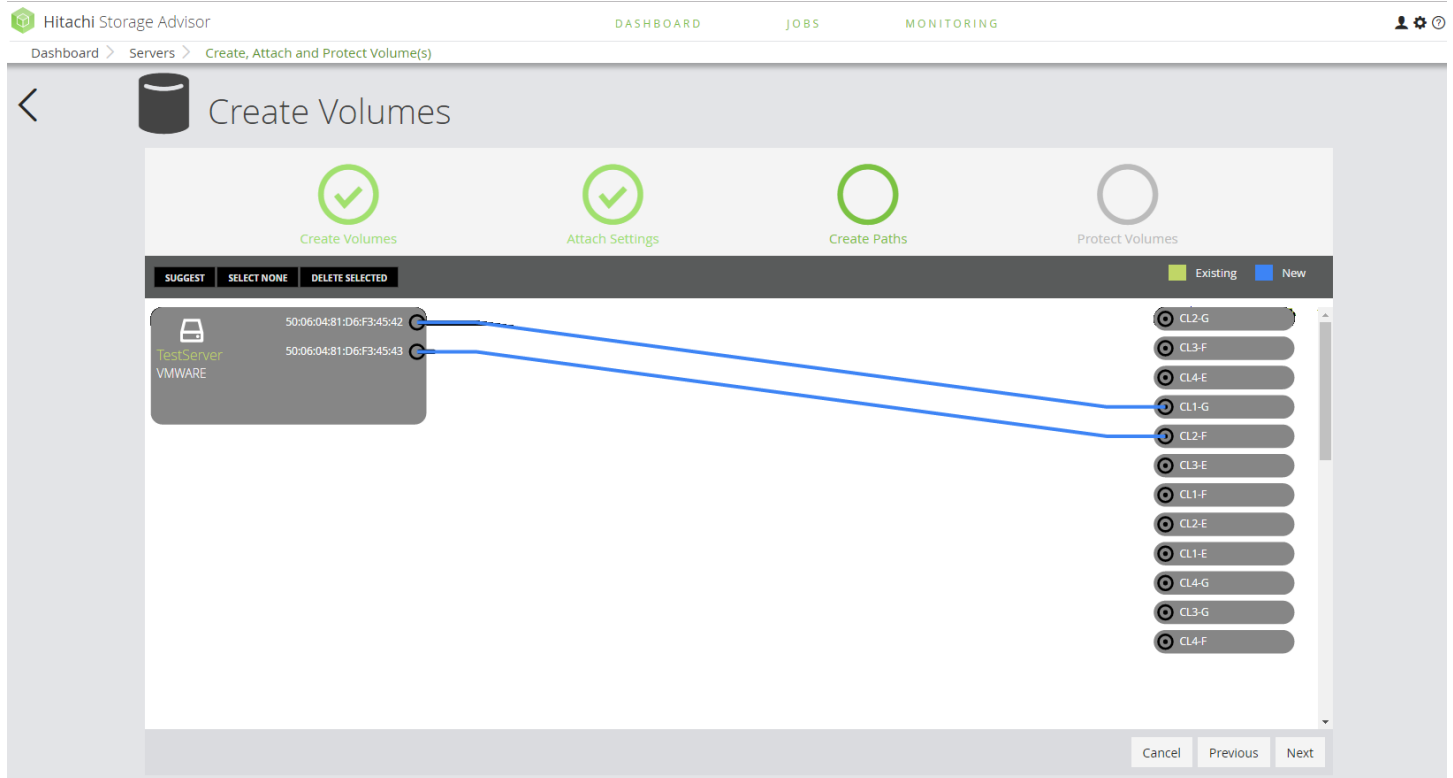 Hitachi Storage Advisor
DASHBOARD JOBS MONITORING
Dashboard Servers Create, Attach and Protect Volume(s)
Create Volumes
Create Volumes Attach Settings Create Paths Protect Volumes
SUGGEST SELECT NONE DELETE SELECTED
Existing New
TestServer
VMWARE
50:06:04:81:D6:F3:45:42
50:06:04:81:D6:F3:45:43
CL2-G
CL3-F
CL4-E
CL1-G
CL2-F
CL3-E
CL1-F
CL2-E
CL1-E
CL4-G
CL3-G
CL4-F
Cancel Previous Next